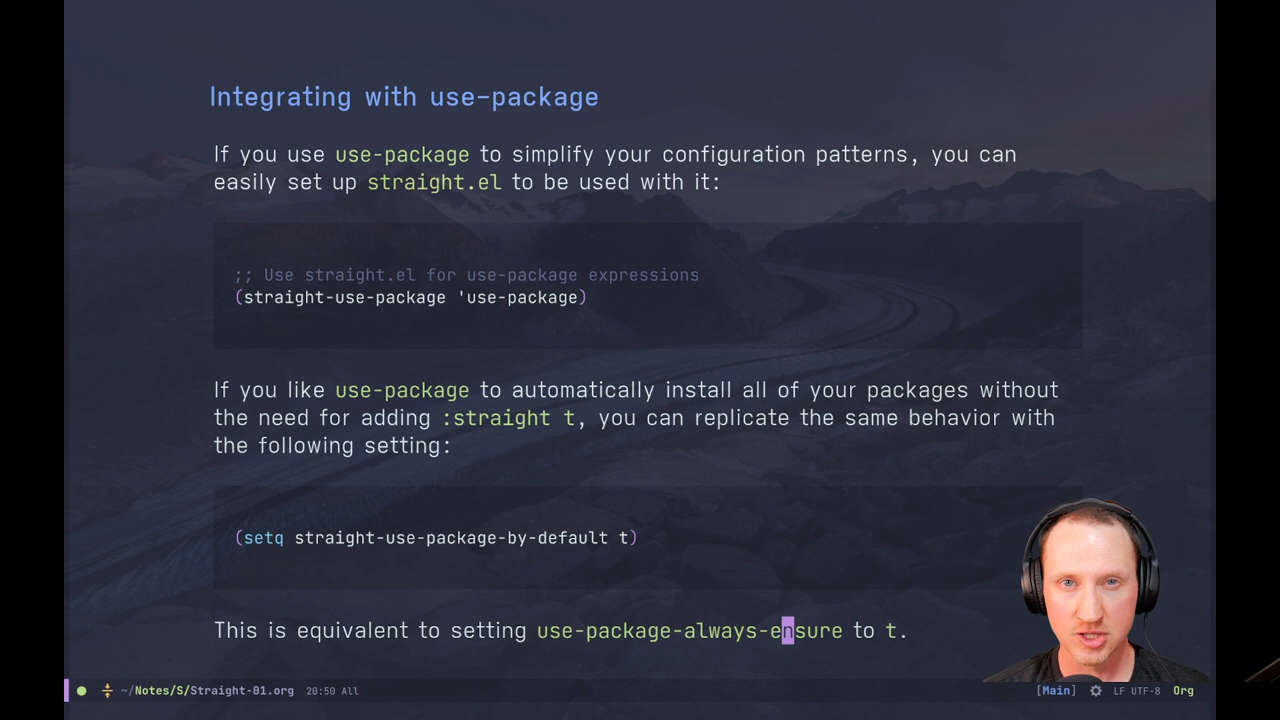 Integrating with use-package
If you use use-package to simplify your configuration patterns, you can
easily set up straight.el to be used with it:
;; Use straight.el for use-package expressions
(straight-use-package 'use-package)
If you like use-package to automatically install all of your packages without
the need for adding :straight t, you can replicate the same behavior with
the following setting:
(setq straight-use-package-by-default t)
This is equivalent to setting use-package-always-ensure to t.
~/Notes/S/Straight-01.org 20:50 All [Main] LF UTF-8 Org